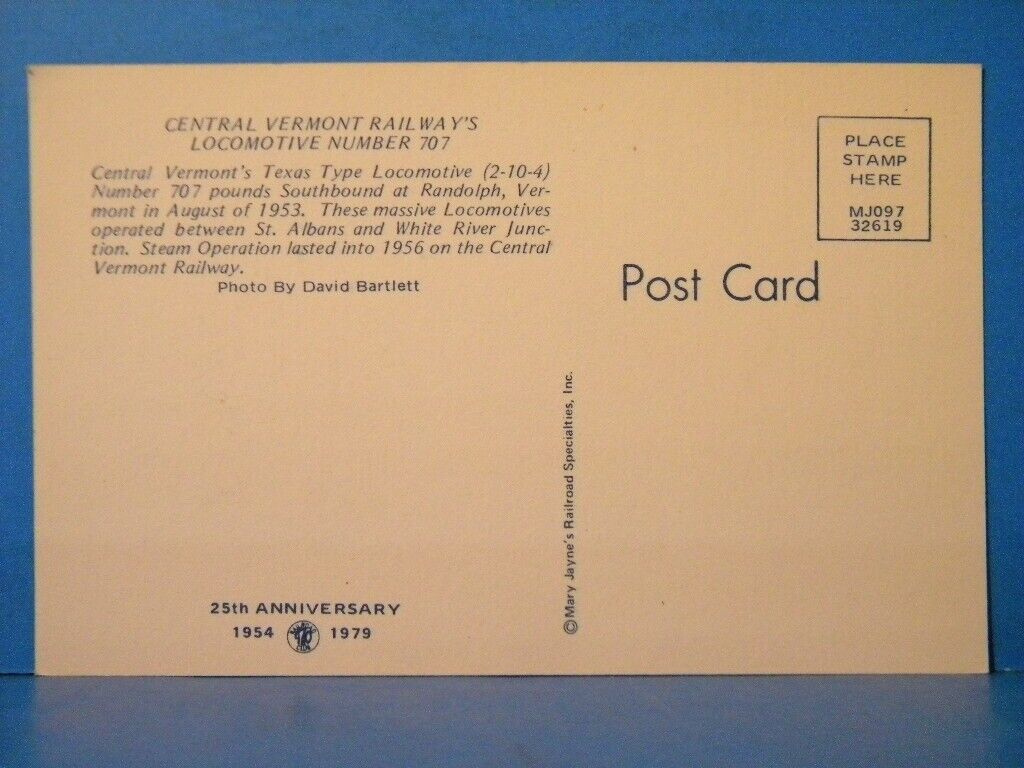 CENTRAL VERMONT RAILWAY'S
LOCOMOTIVE NUMBER 707
Central Vermont's Texas Type Locomotive (2-10-4)
Number 707 pounds Southbound at Randolph, Ver-
mont in August of 1953. These massive Locomotives
operated between St. Albans and White River Junc-
tion. Steam Operation lasted into 1956 on the Central
Vermont Railway.
Photo By David Bartlett
25th ANNIVERSARY
1954 1979
©Mary Jayne's Railroad Specialties, Inc.
PLACE
STAMP
HERE
MJ097
32619
Post Card